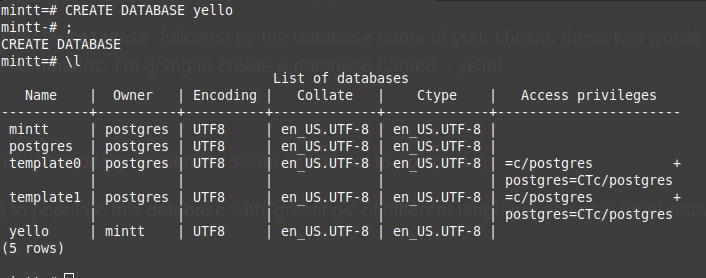 mintt=# CREATE DATABASE yello
mintt-# ;
CREATE DATABASE
mintt=# \l
List of databases
Name | Owner | Encoding | Collate | Ctype | Access privileges
-----------+----------+----------+-------------+-------------+-----------------------
mintt | postgres | UTF8 | en_US.UTF-8 | en_US.UTF-8 |
postgres | postgres | UTF8 | en_US.UTF-8 | en_US.UTF-8 |
template0 | postgres | UTF8 | en_US.UTF-8 | en_US.UTF-8 | =c/postgres +
| | | | | postgres=CTc/postgres
template1 | postgres | UTF8 | en_US.UTF-8 | en_US.UTF-8 | =c/postgres +
| | | | | postgres=CTc/postgres
yello | mintt | UTF8 | en_US.UTF-8 | en_US.UTF-8 |
(5 rows)
mintt=#